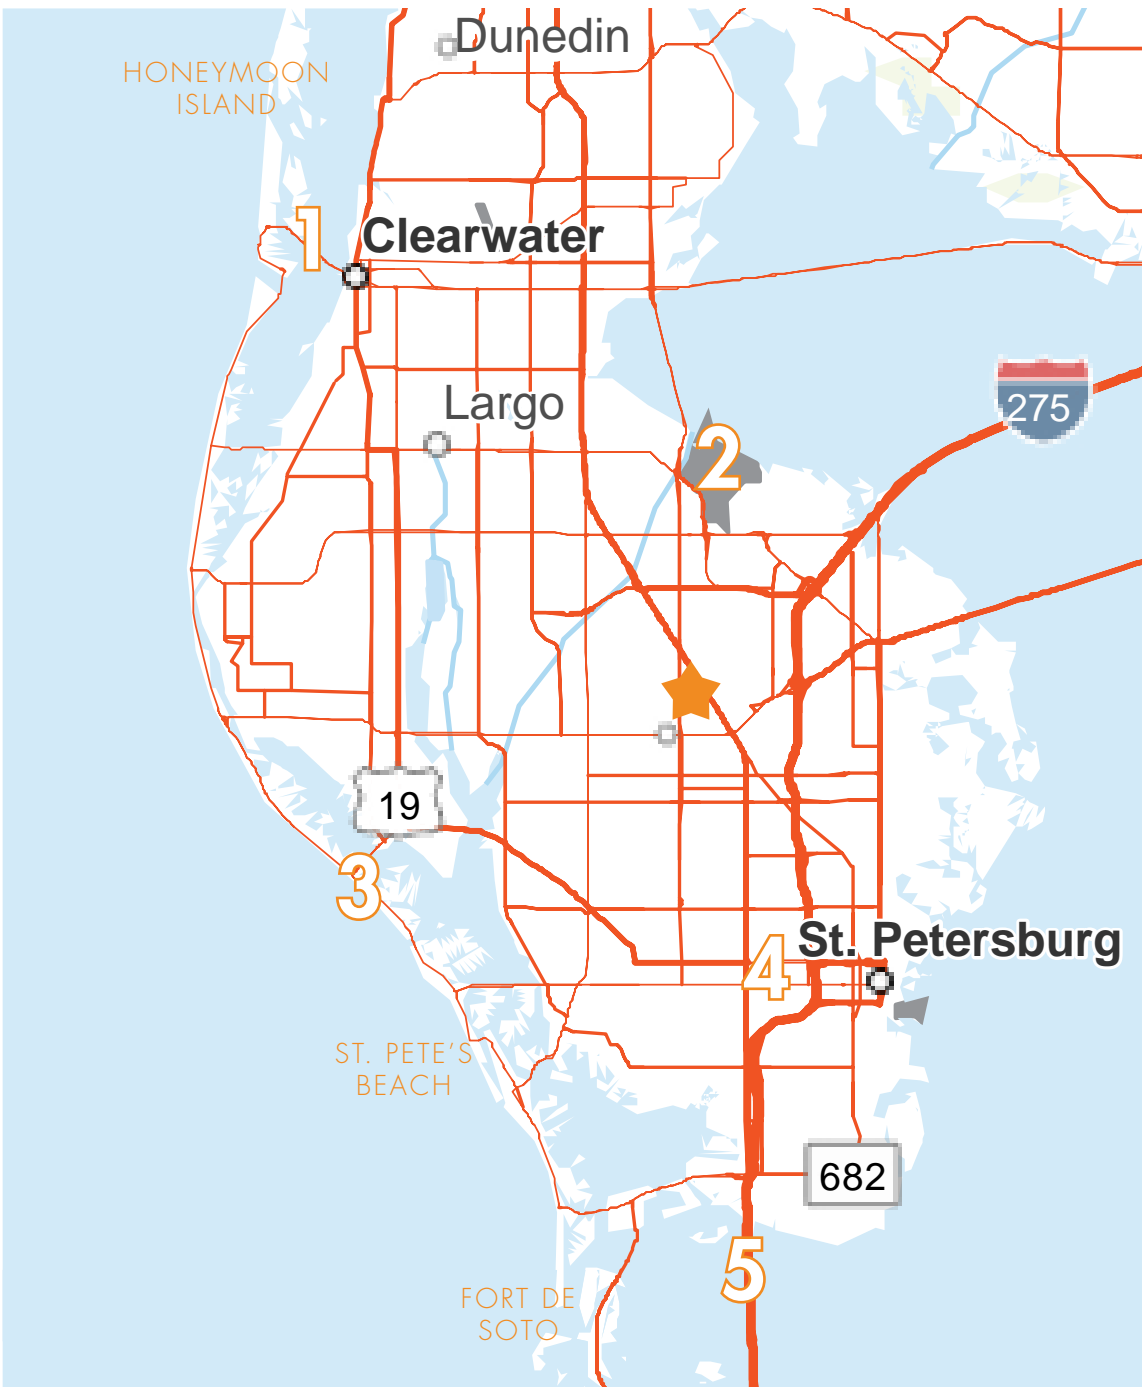 Dunedin
HONEYMOON
ISLAND
1
Clearwater
275
Largo
2
19
3
St. Petersburg
4
ST. PETE'S
BEACH
682
5
FORT DE
SOTO